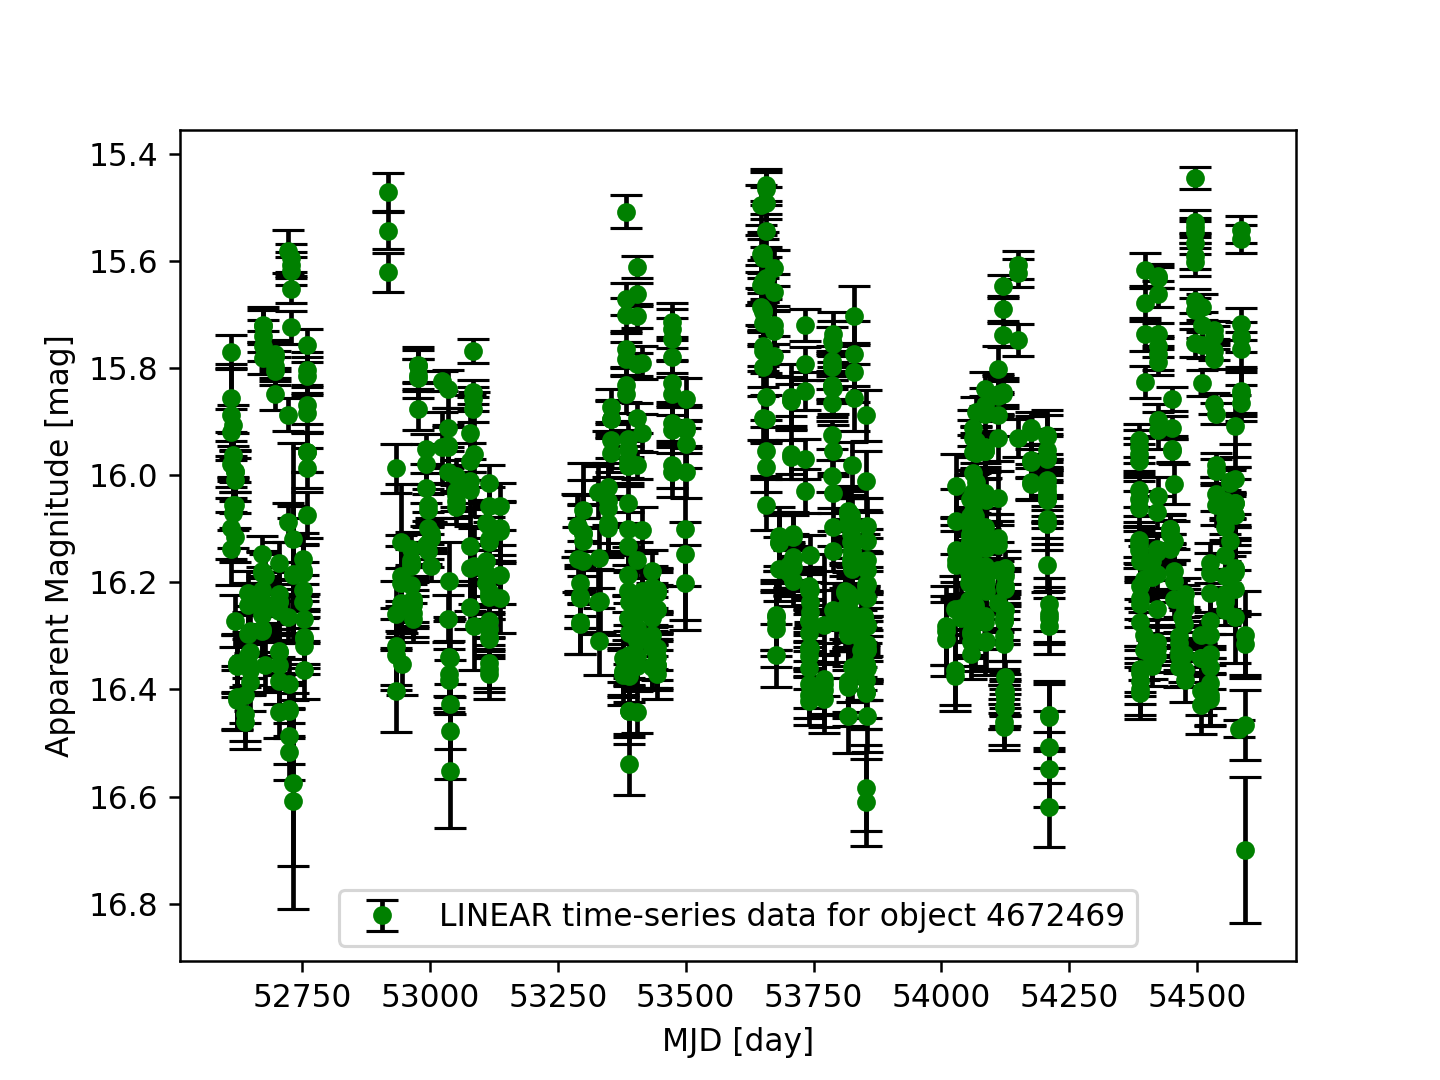 15.4
15.6
15.8
16.0
16.2
16.4
16.6
16.8
Apparent Magnitude [mag]
LINEAR time-series data for object 4672469
52750 53000 53250 53500 53750 54000 54250 54500
MJD [day]